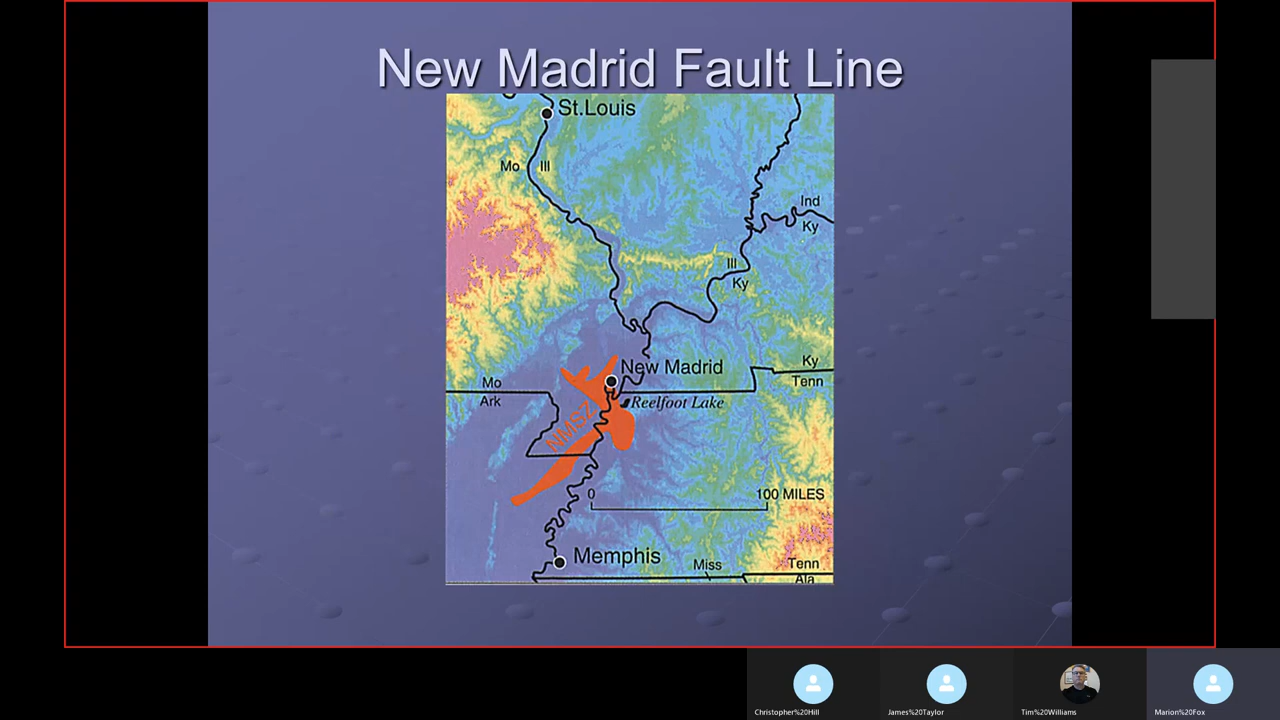 New Madrid Fault Line
St.Louis
Mo
Ill
Ind
Ky
Ill
Ky
New Madrid
Ky
Tenn
Mo
Ark
Reelfoot Lake
NMSZ
0
100 MILES
Memphis
Miss
Tenn
Ala
Christopher%20Hill
James%20Taylor
Tim%20Williams
Marion%20Fox